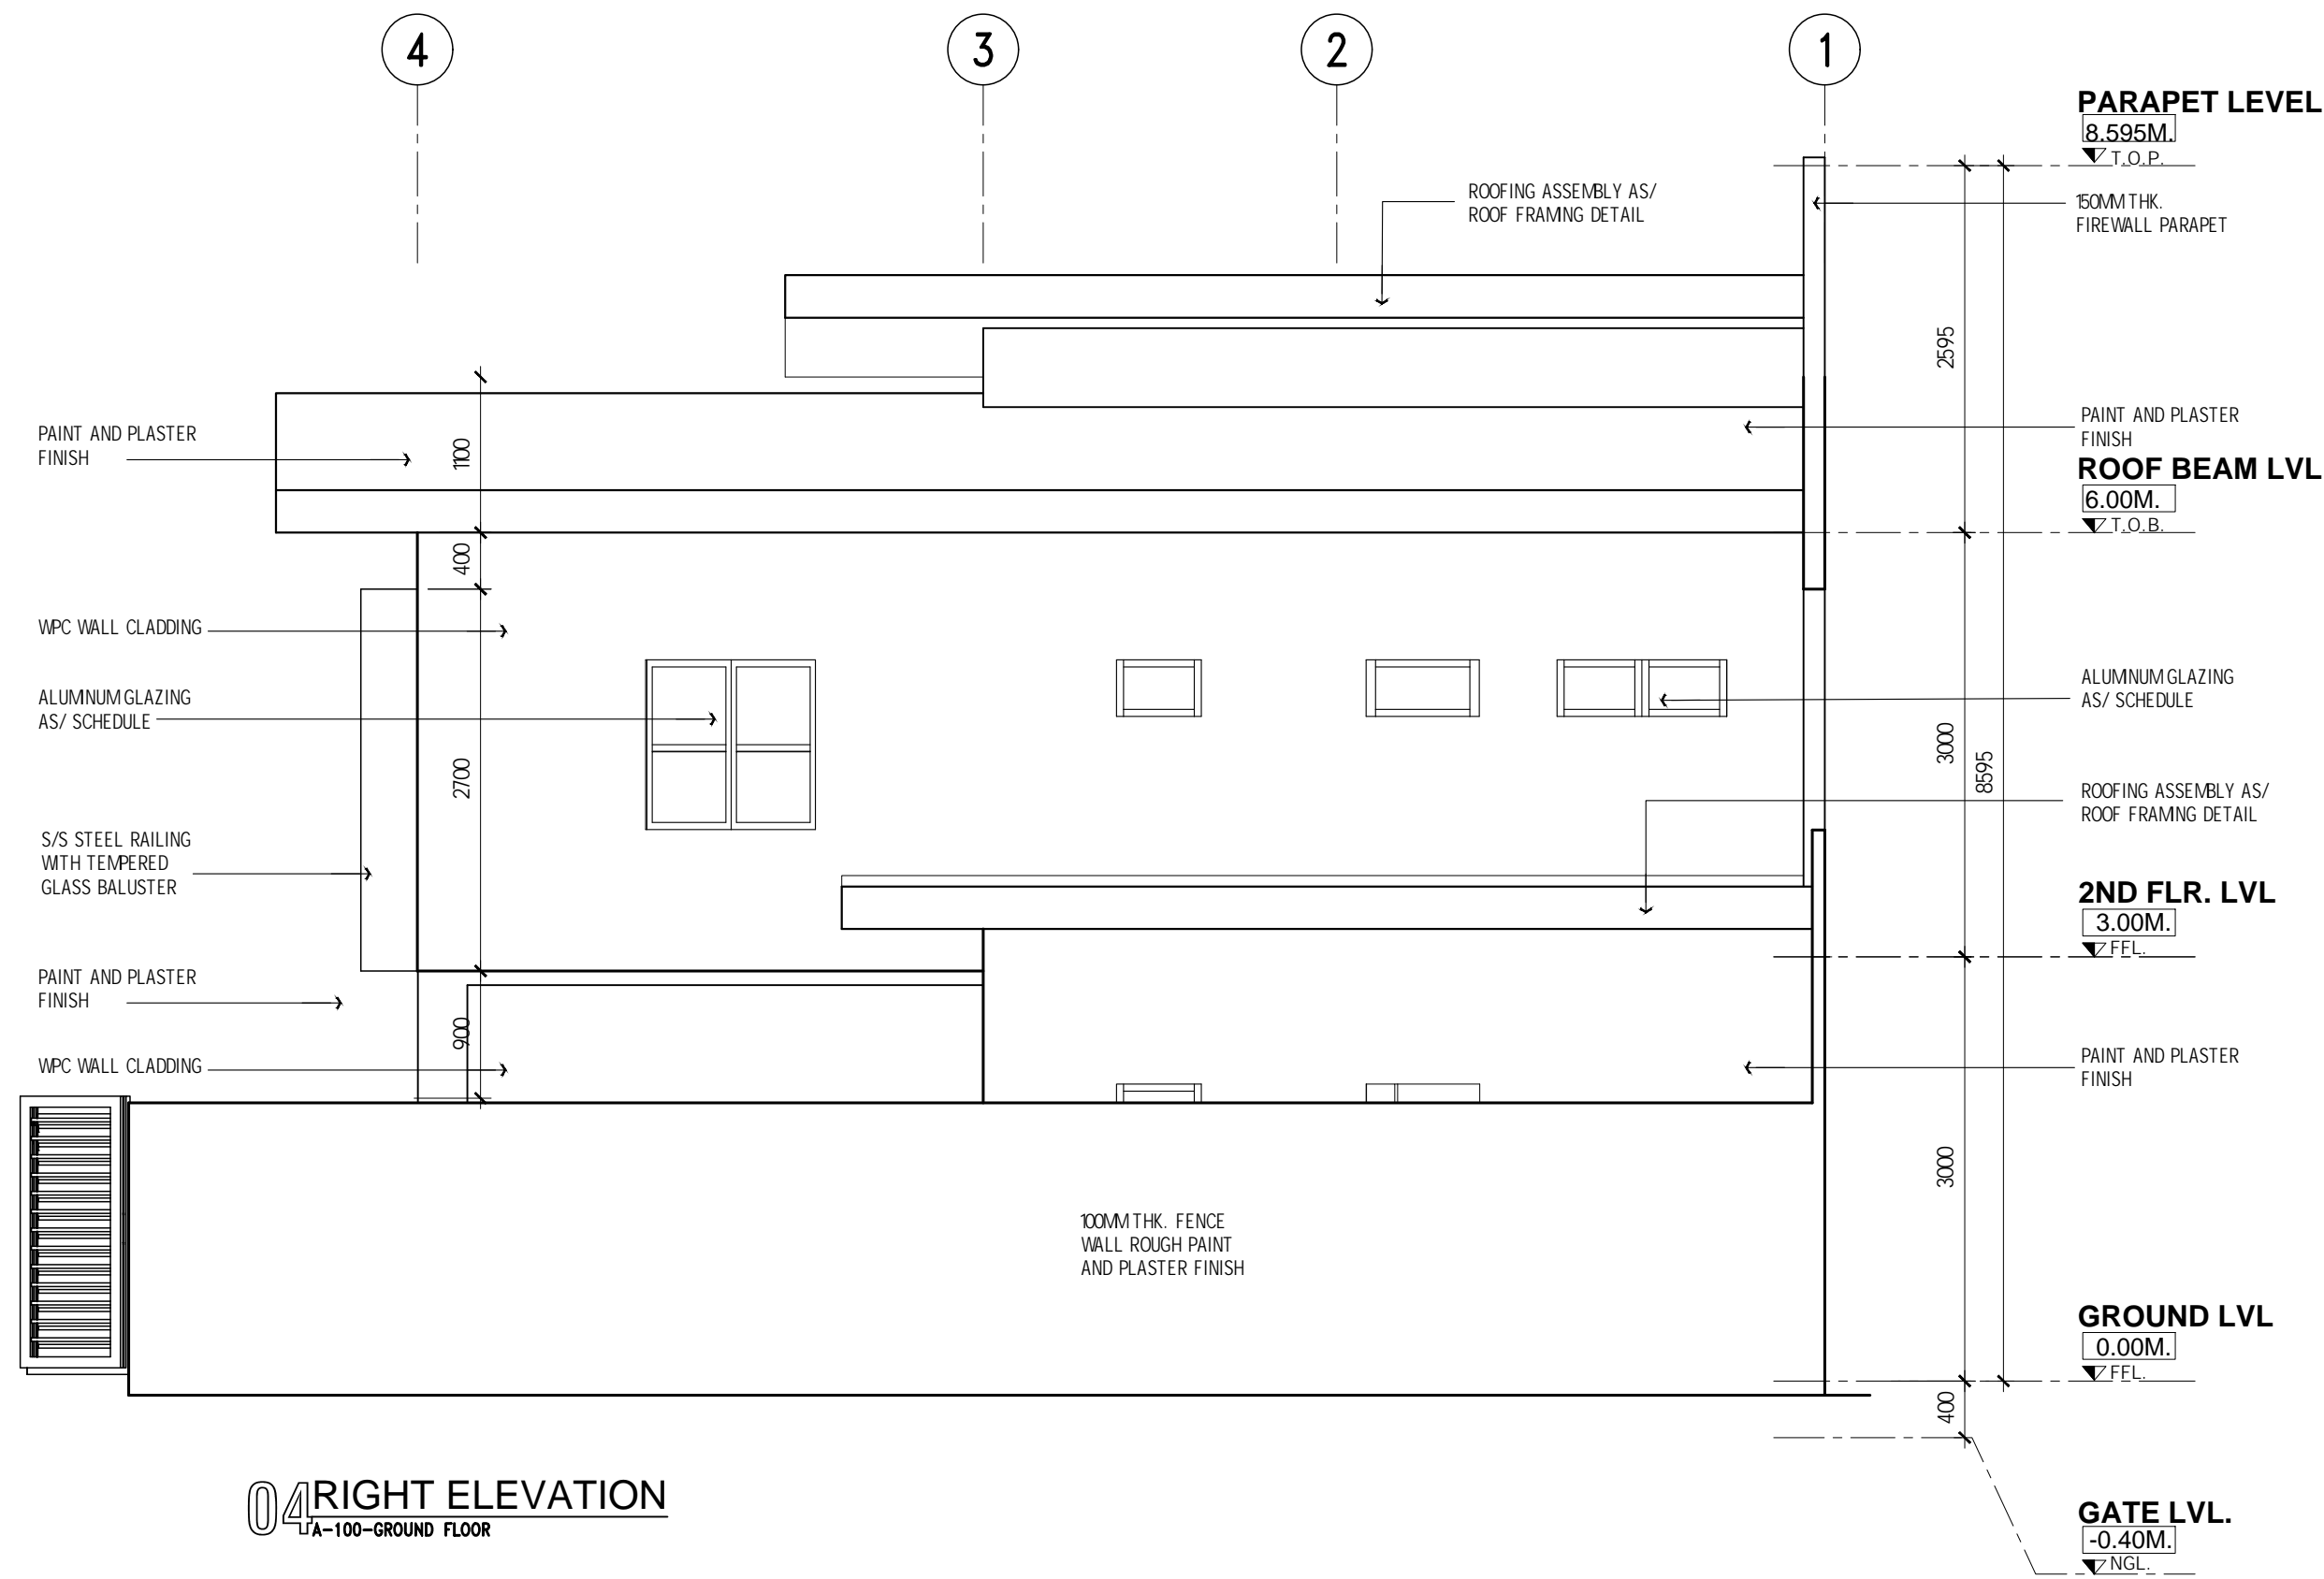 4
3
2
1
PARAPET LEVEL
8.595M.
T.O.P.
ROOFING ASSEMBLY AS/
ROOF FRAMING DETAIL
150MM THK.
FIREWALL PARAPET
2595
PAINT AND PLASTER
FINISH
1100
PAINT AND PLASTER
FINISH
ROOF BEAM LVL
6.00M.
T.O.B.
400
WPC WALL CLADDING
ALUMINUM GLAZING
AS/ SCHEDULE
ALUMINUM GLAZING
AS/ SCHEDULE
2700
3000
8595
ROOFING ASSEMBLY AS/
ROOF FRAMING DETAIL
S/S STEEL RAILING
WITH TEMPERED
GLASS BALUSTER
2ND FLR. LVL
3.00M.
FFL.
PAINT AND PLASTER
FINISH
900
WPC WALL CLADDING
PAINT AND PLASTER
FINISH
3000
100MM THK. FENCE
WALL ROUGH PAINT
AND PLASTER FINISH
GROUND LVL
0.00M.
FFL.
400
04
RIGHT ELEVATION
A-100-GROUND FLOOR
GATE LVL.
-0.40M.
NGL.